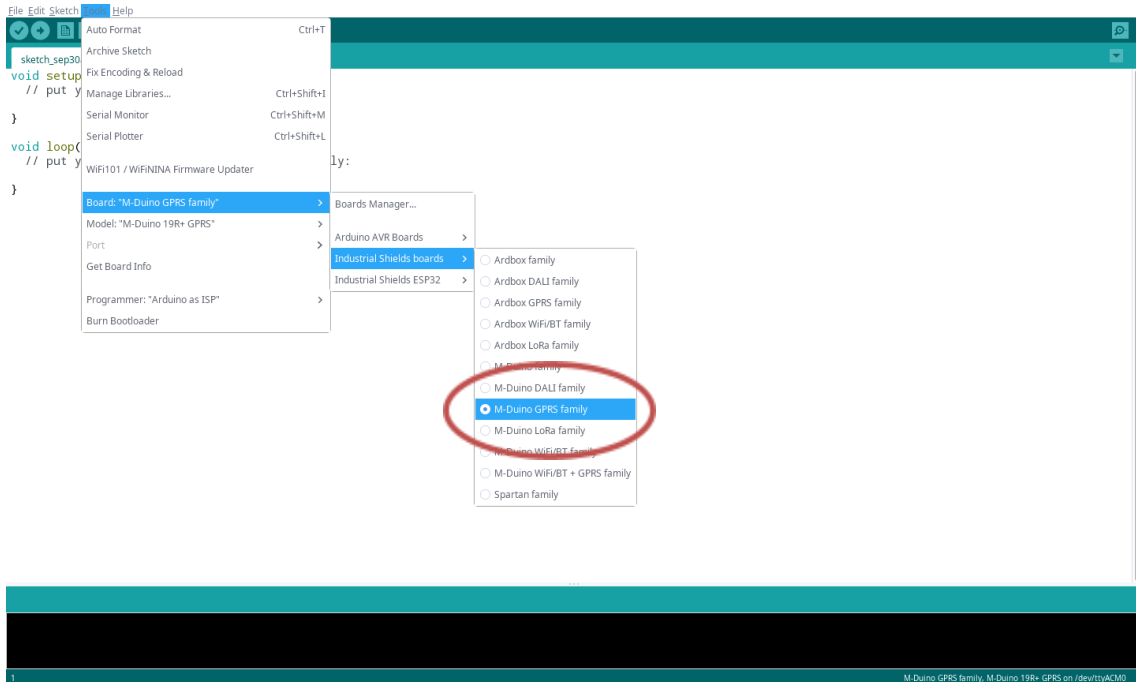 File Edit Sketch Tools Help
sketch_sep30
void setup
// put y
}
void loop(
// put y
ly:
}
Auto Format Ctrl+T
Archive Sketch
Fix Encoding & Reload
Manage Libraries... Ctrl+Shift+I
Serial Monitor Ctrl+Shift+M
Serial Plotter Ctrl+Shift+L
WiFi101 / WiFiNINA Firmware Updater
Board: "M-Duino GPRS family"
Model: "M-Duino 19R+ GPRS"
Port
Get Board Info
Programmer: "Arduino as ISP"
Burn Bootloader
Boards Manager...
Arduino AVR Boards
Industrial Shields boards
Industrial Shields ESP32
Ardbox family
Ardbox DALI family
Ardbox GPRS family
Ardbox WiFi/BT family
Ardbox LoRa family
M-Duino family
M-Duino DALI family
M-Duino GPRS family
M-Duino LoRa family
M-Duino WiFi/BT family
M-Duino WiFi/BT + GPRS family
Spartan family
1
M-Duino GPRS family, M-Duino 19R+ GPRS on /dev/ttyACM0